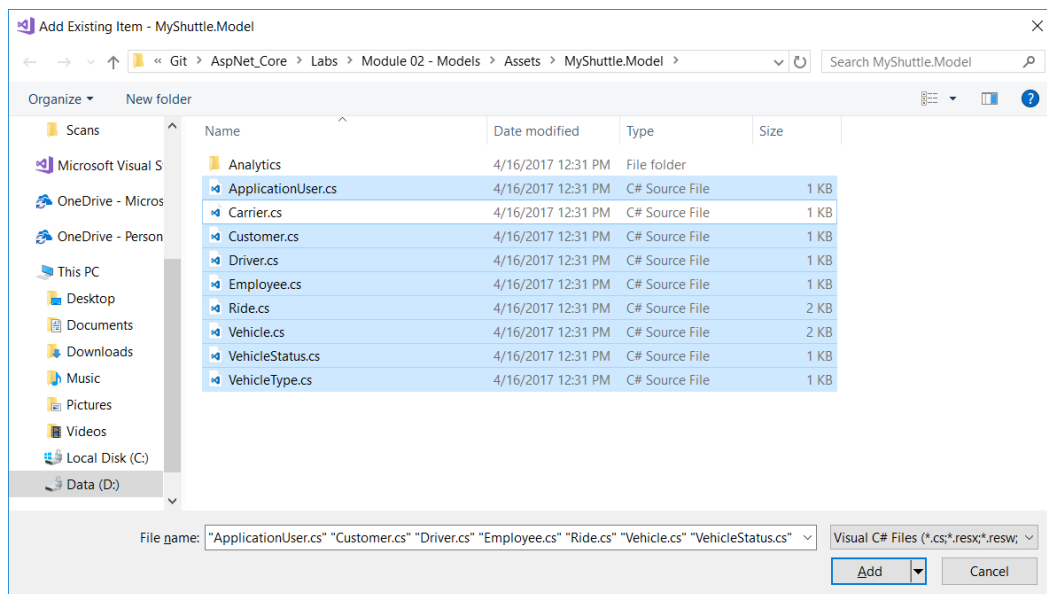 Add Existing Item - MyShuttle.Model
« Git > AspNet_Core > Labs > Module 02 - Models > Assets > MyShuttle.Model >
Search MyShuttle.Model
Organize
New folder
?
Scans
Microsoft Visual S
OneDrive - Micros
OneDrive - Person
This PC
Desktop
Documents
Downloads
Music
Pictures
Videos
Local Disk (C:)
Data (D:)
Name Date modified Type Size
Analytics 4/16/2017 12:31 PM File folder
ApplicationUser.cs 4/16/2017 12:31 PM C# Source File 1 KB
Carrier.cs 4/16/2017 12:31 PM C# Source File 1 KB
Customer.cs 4/16/2017 12:31 PM C# Source File 1 KB
Driver.cs 4/16/2017 12:31 PM C# Source File 1 KB
Employee.cs 4/16/2017 12:31 PM C# Source File 1 KB
Ride.cs 4/16/2017 12:31 PM C# Source File 2 KB
Vehicle.cs 4/16/2017 12:31 PM C# Source File 2 KB
VehicleStatus.cs 4/16/2017 12:31 PM C# Source File 1 KB
VehicleType.cs 4/16/2017 12:31 PM C# Source File 1 KB
File name: "ApplicationUser.cs" "Customer.cs" "Driver.cs" "Employee.cs" "Ride.cs" "Vehicle.cs" "VehicleStatus.cs"
Visual C# Files (*.cs;*.resx;*.resw;
Add
Cancel